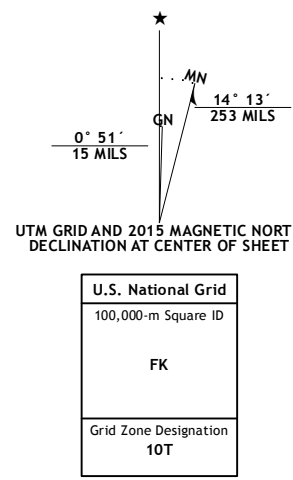 ★
MN
GN
14° 13´
253 MILS
0° 51´
15 MILS
UTM GRID AND 2015 MAGNETIC NORT
DECLINATION AT CENTER OF SHEET
U.S. National Grid
100,000-m Square ID
FK
Grid Zone Designation
10T